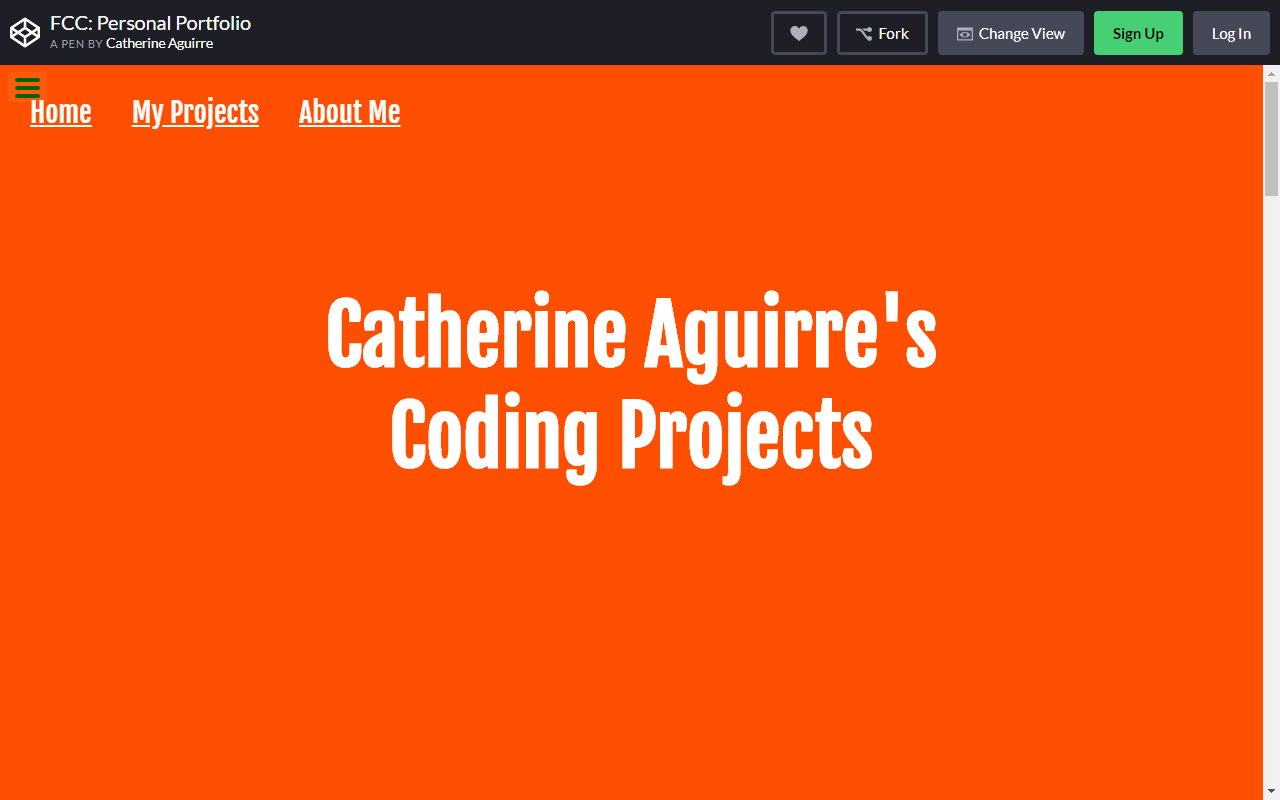 FCC: Personal Portfolio
A PEN BY Catherine Aguirre
Fork
Change View
Sign Up
Log In
Home
My Projects
About Me
Catherine Aguirre's
Coding Projects